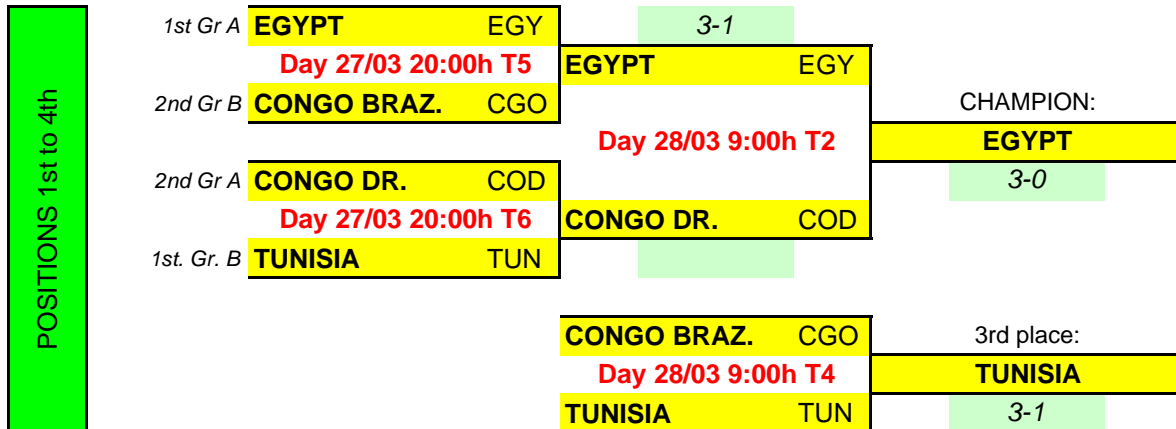 POSITIONS 1st to 4th
1st Gr A EGYPT EGY 3-1
Day 27/03 20:00h T5 EGYPT EGY
2nd Gr B CONGO BRAZ. CGO CHAMPION:
Day 28/03 9:00h T2 EGYPT
2nd Gr A CONGO DR. COD 3-0
Day 27/03 20:00h T6 CONGO DR. COD
1st. Gr. B TUNISIA TUN
CONGO BRAZ. CGO 3rd place:
Day 28/03 9:00h T4 TUNISIA
TUNISIA TUN 3-1